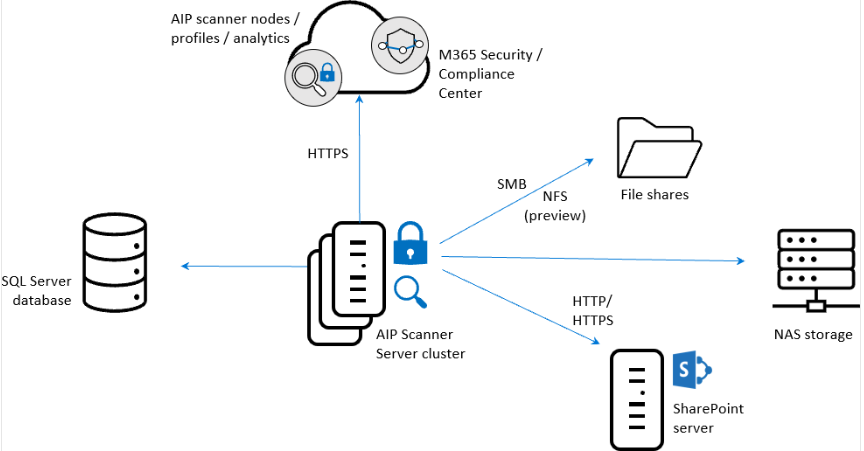 AIP scanner nodes /
profiles / analytics
M365 Security /
Compliance
Center
HTTPS
SMB
NFS
(preview)
File shares
SQL Server
database
AIP Scanner
Server cluster
HTTP/
HTTPS
NAS storage
S
SharePoint
server